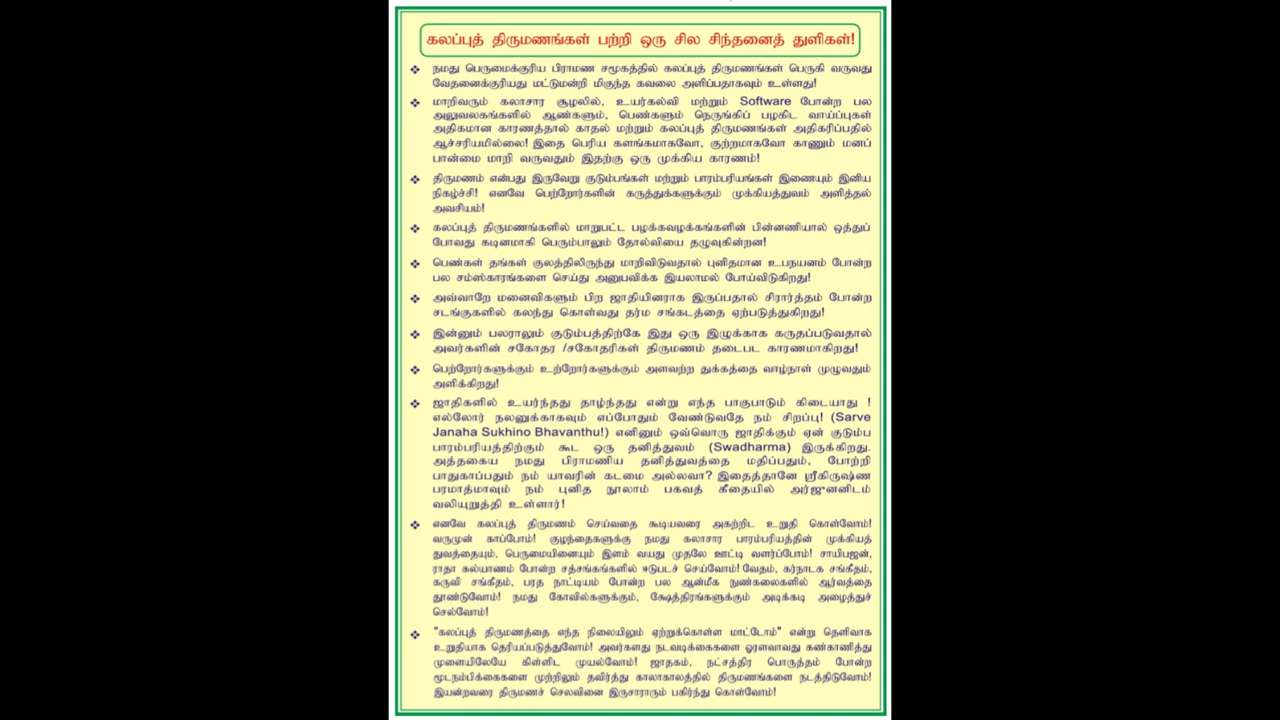 கலப்புத் திருமணங்கள் பற்றி ஒரு சில சிந்தனைத் துளிகள்!
❖ நமது பெருமைக்குரிய பிராமண சமூகத்தில் கலப்புத் திருமணங்கள் பெருகி வருவது
வேதனைக்குரியது மட்டுமன்றி மிகுந்த கவலை அளிப்பதாகவும் உள்ளது!
❖ மாறிவரும் கலாசார சூழலில், உயர்கல்வி மற்றும் Software போன்ற பல
அலுவலகங்களில் ஆண்களும், பெண்களும் நெருங்கிப் பழகிட வாய்ப்புகள்
அதிகமான காரணத்தால் காதல் மற்றும் கலப்புத் திருமணங்கள் அதிகரிப்பதில்
ஆச்சரியமில்லை! இதை பெரிய களங்கமாகவோ, குற்றமாகவோ காணும் மனப்
பான்மை மாறி வருவதும் இதற்கு ஒரு முக்கிய காரணம்!
❖ திருமணம் என்பது இருவேறு குடும்பங்கள் மற்றும் பாரம்பரியங்கள் இணையும் இனிய
நிகழ்ச்சி! எனவே பெற்றோர்களின் கருத்துக்களுக்கும் முக்கியத்துவம் அளித்தல்
அவசியம்!
❖ கலப்புத் திருமணங்களில் மாறுபட்ட பழக்கவழக்கங்களின் பின்னணியால் ஒத்துப்
போவது கடினமாகி பெரும்பாலும் தோல்வியை தழுவுகின்றன!
❖ பெண்கள் தங்கள் குலத்திலிருந்து மாறிவிடுவதால் புனிதமான உபநயனம் போன்ற
பல சம்ஸ்காரங்களை செய்து அனுபவிக்க இயலாமல் போய்விடுகிறது!
❖ அவ்வாறே மனைவிகளும் பிற ஜாதியினராக இருப்பதால் சிரார்த்தம் போன்ற
சடங்குகளில் கலந்து கொள்வது தர்ம சங்கடத்தை ஏற்படுத்துகிறது!
❖ இன்னும் பலராலும் குடும்பத்திற்கே இது ஒரு இழுக்காக கருதப்படுவதால்
அவர்களின் சகோதர /சகோதரிகள் திருமணம் தடைபட காரணமாகிறது!
❖ பெற்றோர்களுக்கும் உற்றோர்களுக்கும் அளவற்ற துக்கத்தை வாழ்நாள் முழுவதும்
அளிக்கிறது!
❖ ஜாதிகளில் உயர்ந்தது தாழ்ந்தது என்று எந்த பாகுபாடும் கிடையாது !
எல்லோர் நலனுக்காகவும் எப்போதும் வேண்டுவதே நம் சிறப்பு! (Sarve
Janaha Sukhino Bhavanthu!) எனினும் ஒவ்வொரு ஜாதிக்கும் ஏன் குடும்ப
பாரம்பரியத்திற்கும் கூட ஒரு தனித்துவம் (Swadharma) இருக்கிறது.
அத்தகைய நமது பிராமணிய தனித்துவத்தை மதிப்பதும், போற்றி
பாதுகாப்பதும் நம் யாவரின் கடமை அல்லவா? இதைத்தானே ஸ்ரீகிருஷ்ண
பரமாத்மாவும் நம் புனித நூலாம் பகவத் கீதையில் அர்ஜுனனிடம்
வலியுறுத்தி உள்ளார்!
❖ எனவே கலப்புத் திருமணம் செய்வதை கூடியவரை அகற்றிட உறுதி கொள்வோம்!
வருமுன் காப்போம்! குழந்தைகளுக்கு நமது கலாசார பாரம்பரியத்தின் முக்கியத்
துவத்தையும், பெருமையினையும் இளம் வயது முதலே ஊட்டி வளர்ப்போம்! சாயிபஜன்,
ராதா கல்யாணம் போன்ற சத்சங்கங்களில் ஈடுபடச் செய்வோம்! வேதம், கர்நாடக சங்கீதம்,
கருவி சங்கீதம், பரத நாட்டியம் போன்ற பல ஆன்மீக நுண்கலைகளில் ஆர்வத்தை
தூண்டுவோம்! நமது கோவில்களுக்கும், க்ஷேத்திரங்களுக்கும் அடிக்கடி அழைத்துச்
செல்வோம்!
❖ "கலப்புத் திருமணத்தை எந்த நிலையிலும் ஏற்றுக்கொள்ள மாட்டோம்" என்று தெளிவாக
உறுதியாக தெரியப்படுத்துவோம்! அவர்களது நடவடிக்கைகளை ஓரளவாவது கண்காணித்து
முளையிலேயே கிள்ளிட முயல்வோம்! ஜாதகம், நட்சத்திர பொருத்தம் போன்ற
மூடநம்பிக்கைகளை முற்றிலும் தவிர்த்து காலாகாலத்தில் திருமணங்களை நடத்திடுவோம்!
இயன்றவரை திருமணச் செலவினை இருசாராரும் பகிர்ந்து கொள்வோம்!